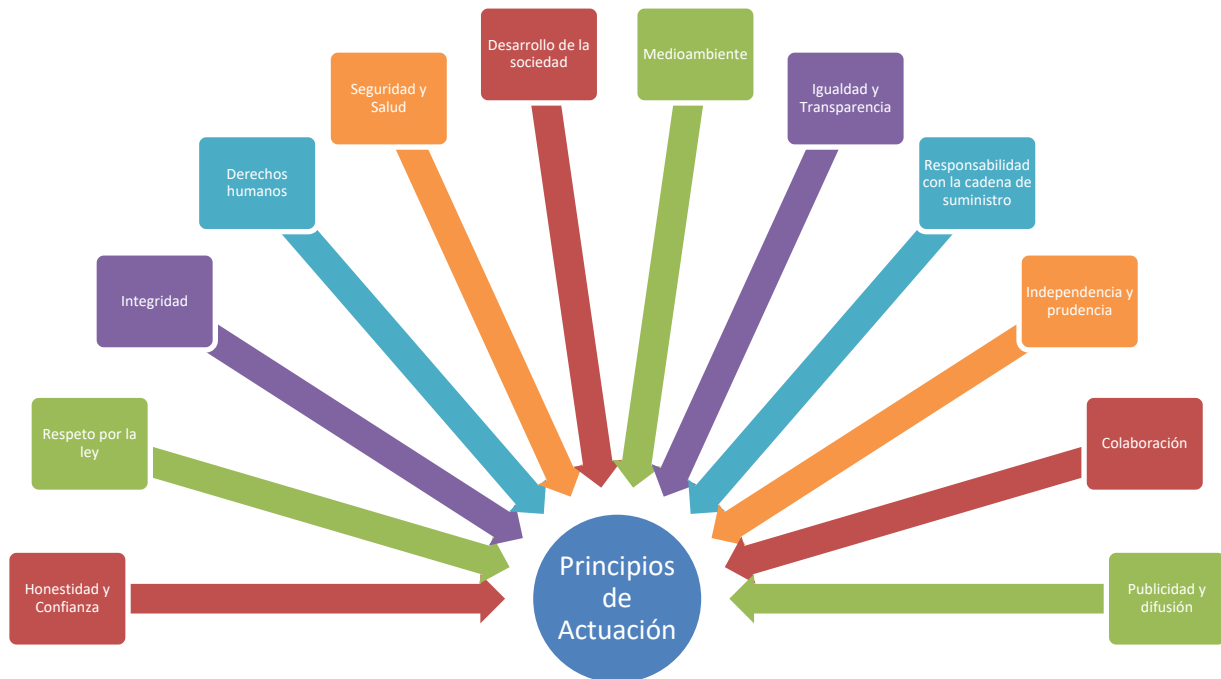 Honestidad y
Confianza
Respeto por la
ley
Integridad
Derechos
humanos
Seguridad y
Salud
Desarrollo de la
sociedad
Medioambiente
Igualdad y
Transparencia
Responsabilidad
con la cadena de
suministro
Independencia y
prudencia
Colaboración
Publicidad y
difusión
Principios
de
Actuación